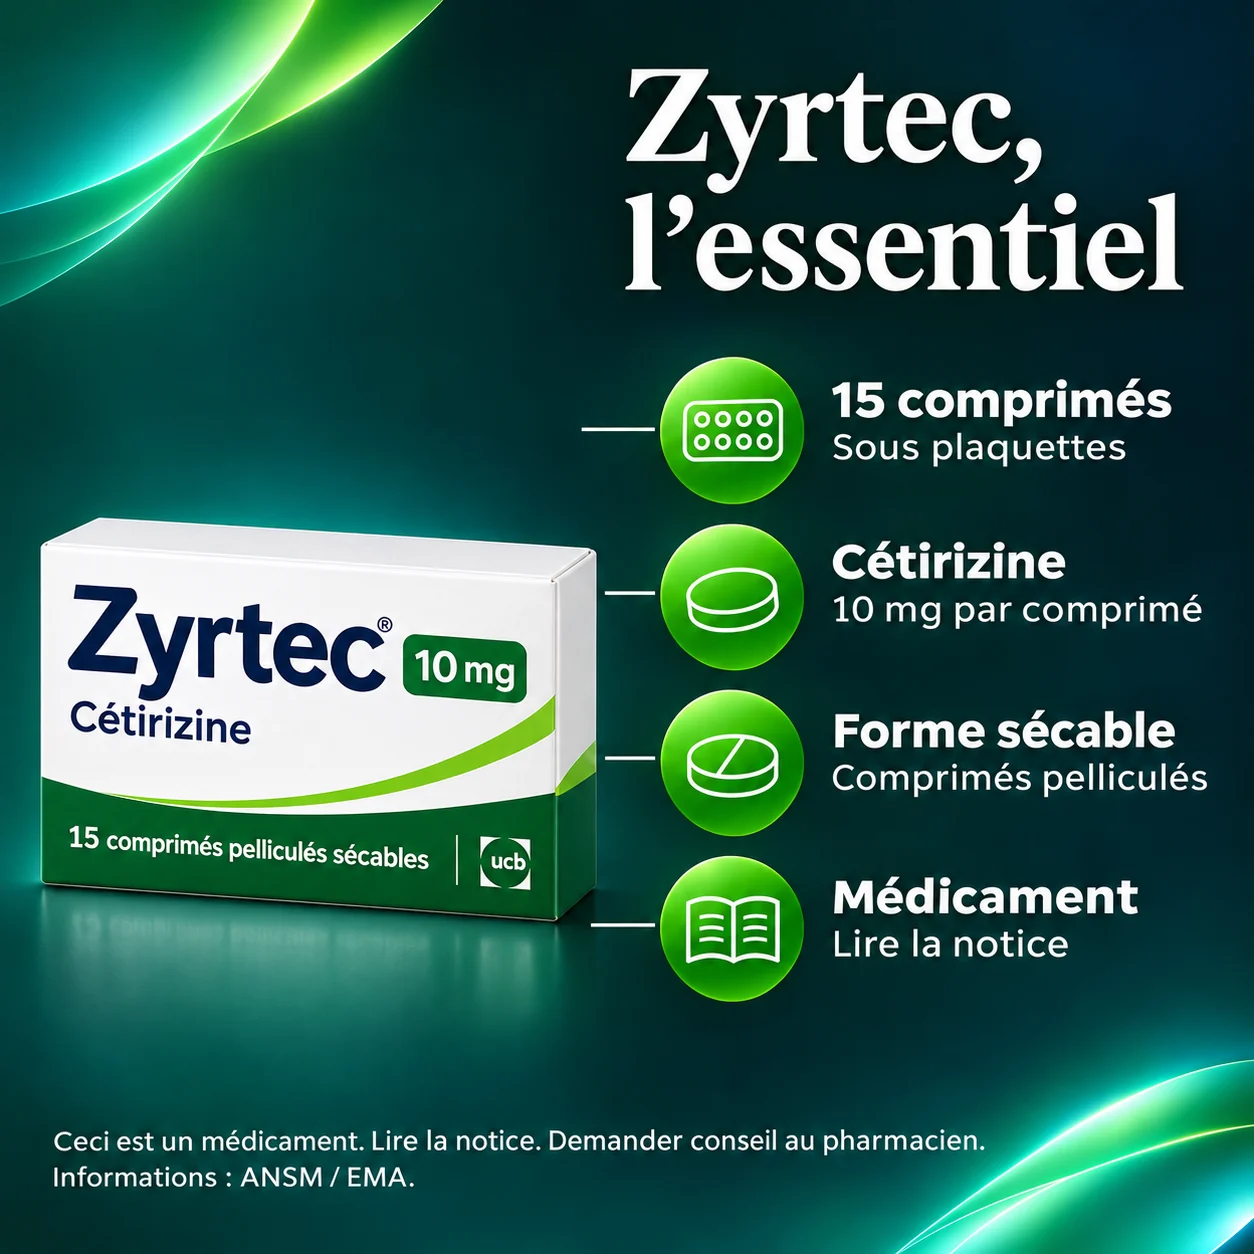 Zyrtec,
l’essentiel
15 comprimés
Sous plaquettes
Cétirizine
10 mg par comprimé
Forme sécable
Comprimés pelliculés
Médicament
Lire la notice
Zyrtec®
10 mg
Cétirizine
15 comprimés pelliculés sécables
ucb
Ceci est un médicament. Lire la notice. Demander conseil au pharmacien.
Informations : ANSM / EMA.